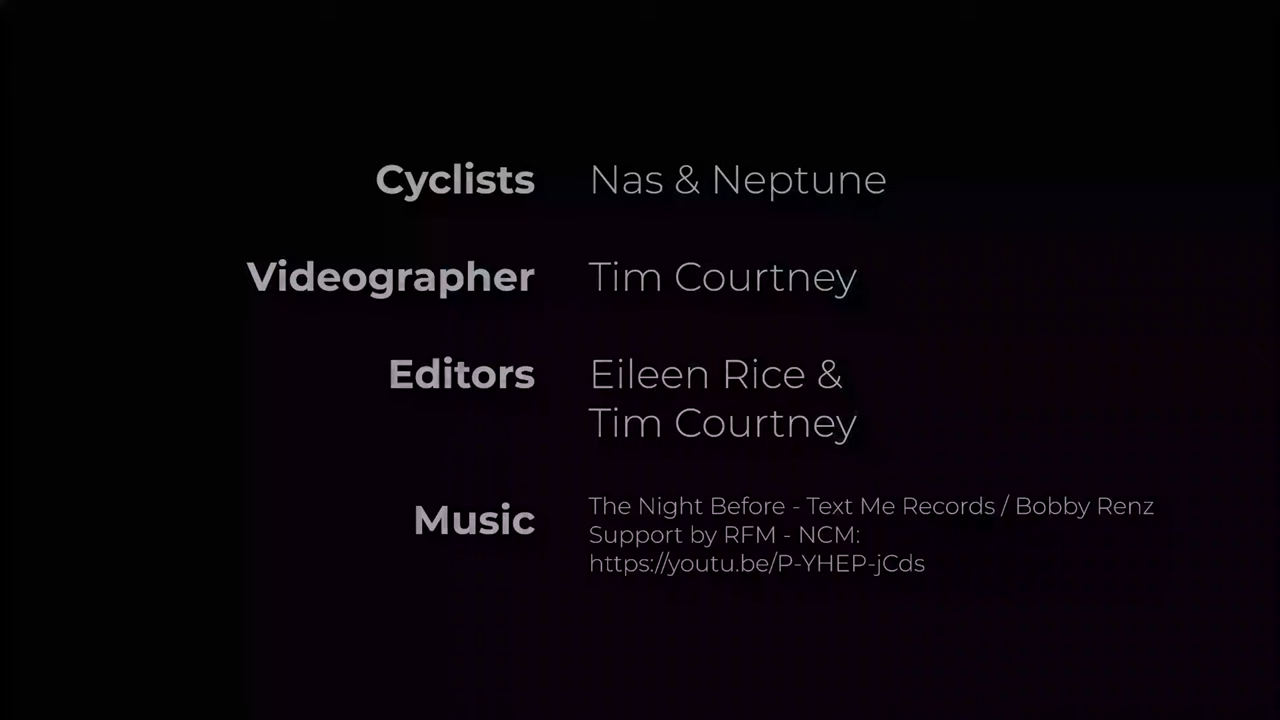 Cyclists Nas & Neptune
Videographer Tim Courtney
Editors Eileen Rice &
Tim Courtney
Music The Night Before - Text Me Records / Bobby Renz
Support by RFM - NCM:
https://youtu.be/P-YHEP-jCds